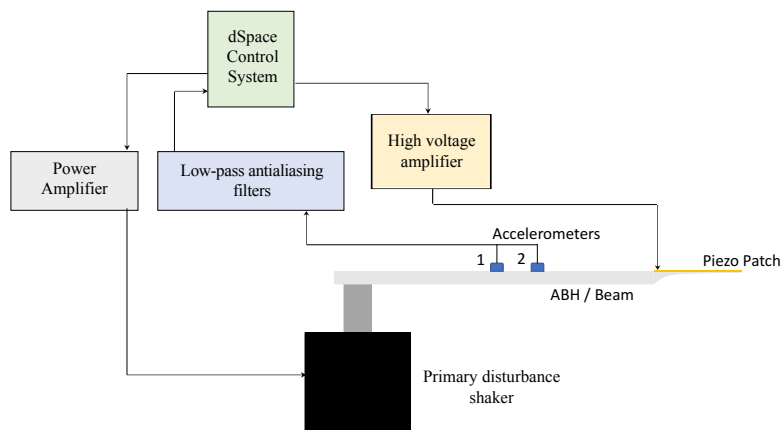 dSpace
Control
System
High voltage
amplifier
Power
Amplifier
Low-pass antialiasing
filters
Accelerometers
1
2
Piezo Patch
ABH / Beam
Primary disturbance
shaker